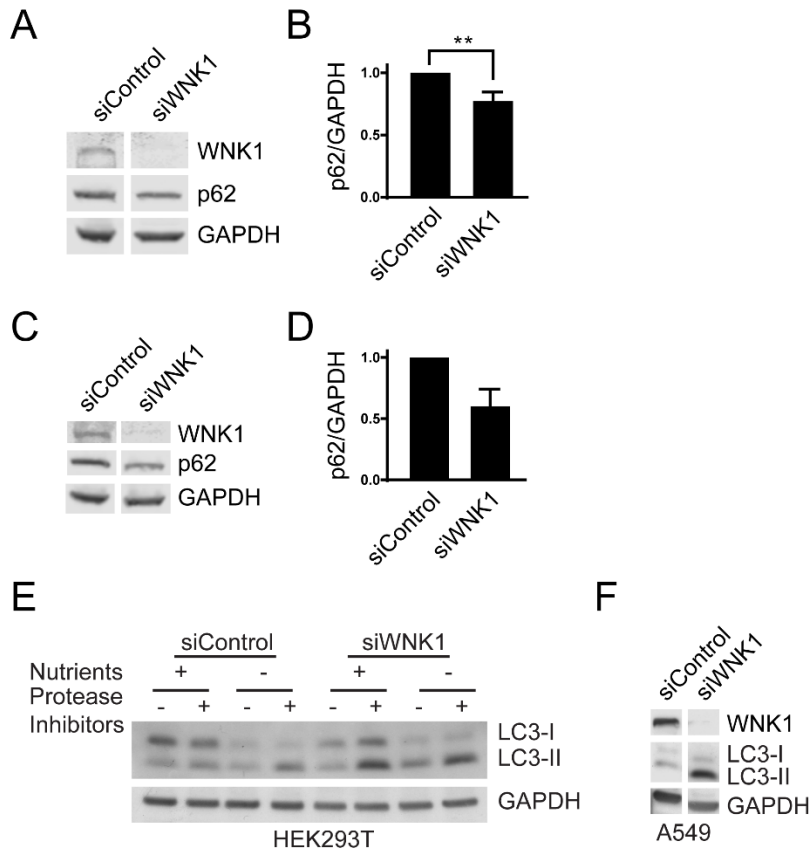 A
siControl siWNK1
WNK1
p62
GAPDH
B
**
p62/GAPDH
1.0
0.5
0.0
siControl siWNK1
C
siControl siWNK1
WNK1
p62
GAPDH
D
p62/GAPDH
1.0
0.5
0.0
siControl siWNK1
E
siControl siWNK1
Nutrients + - + -
Protease
Inhibitors - + - + - + - +
LC3-I
LC3-II
GAPDH
HEK293T
F
siControl siWNK1
WNK1
LC3-I
LC3-II
GAPDH
A549